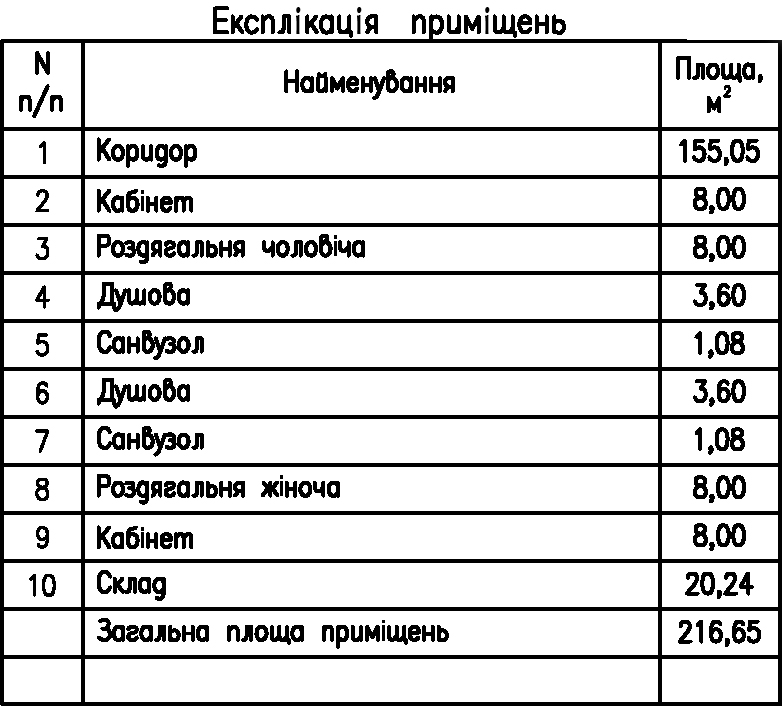 Експлікація приміщень
N п/п Найменування Площа, м²
1 Коридор 155,05
2 Кабінет 8,00
3 Роздягальня чоловіча 8,00
4 Душова 3,60
5 Санвузол 1,08
6 Душова 3,60
7 Санвузол 1,08
8 Роздягальня жіноча 8,00
9 Кабінет 8,00
10 Склад 20,24
Загальна площа приміщень 216,65